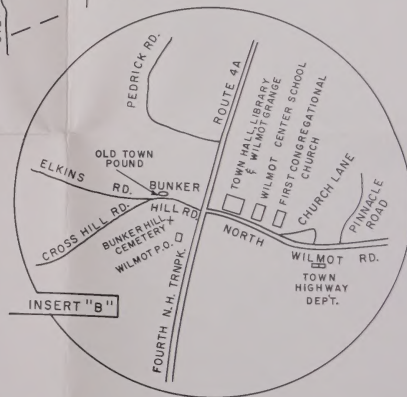 PEDRICK RD.
ROUTE 4A
TOWN HALL, LIBRARY
& WILMOT GRANGE
WILMOT CENTER SCHOOL
FIRST CONGREGATIONAL
CHURCH
CHURCH LANE
PINNACLE
ROAD
OLD TOWN
POUND
ELKINS
RD.
BUNKER
HILL RD.
CROSS HILL RD.
BUNKER HILL
CEMETERY
WILMOT P.O.
NORTH
WILMOT RD.
TOWN
HIGHWAY
DEP'T.
FOURTH N.H. TRNPK.
INSERT "B"